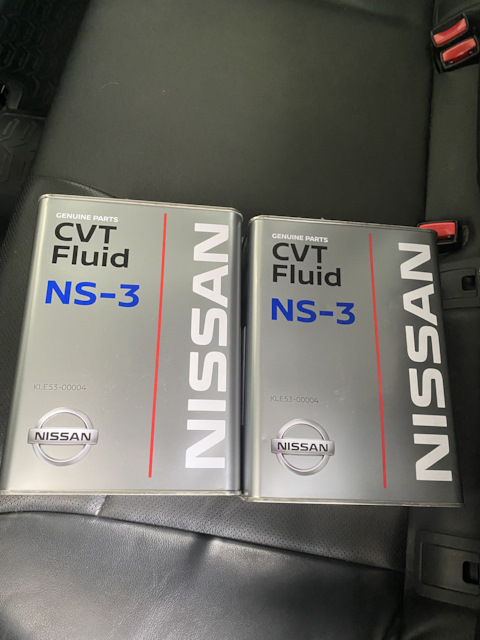 GENUINE PARTS
CVT
Fluid
NS-3
KLE53-00004
NISSAN
NISSAN
GENUINE PARTS
CVT
Fluid
NS-3
KLE53-00004
NISSAN
NISSAN